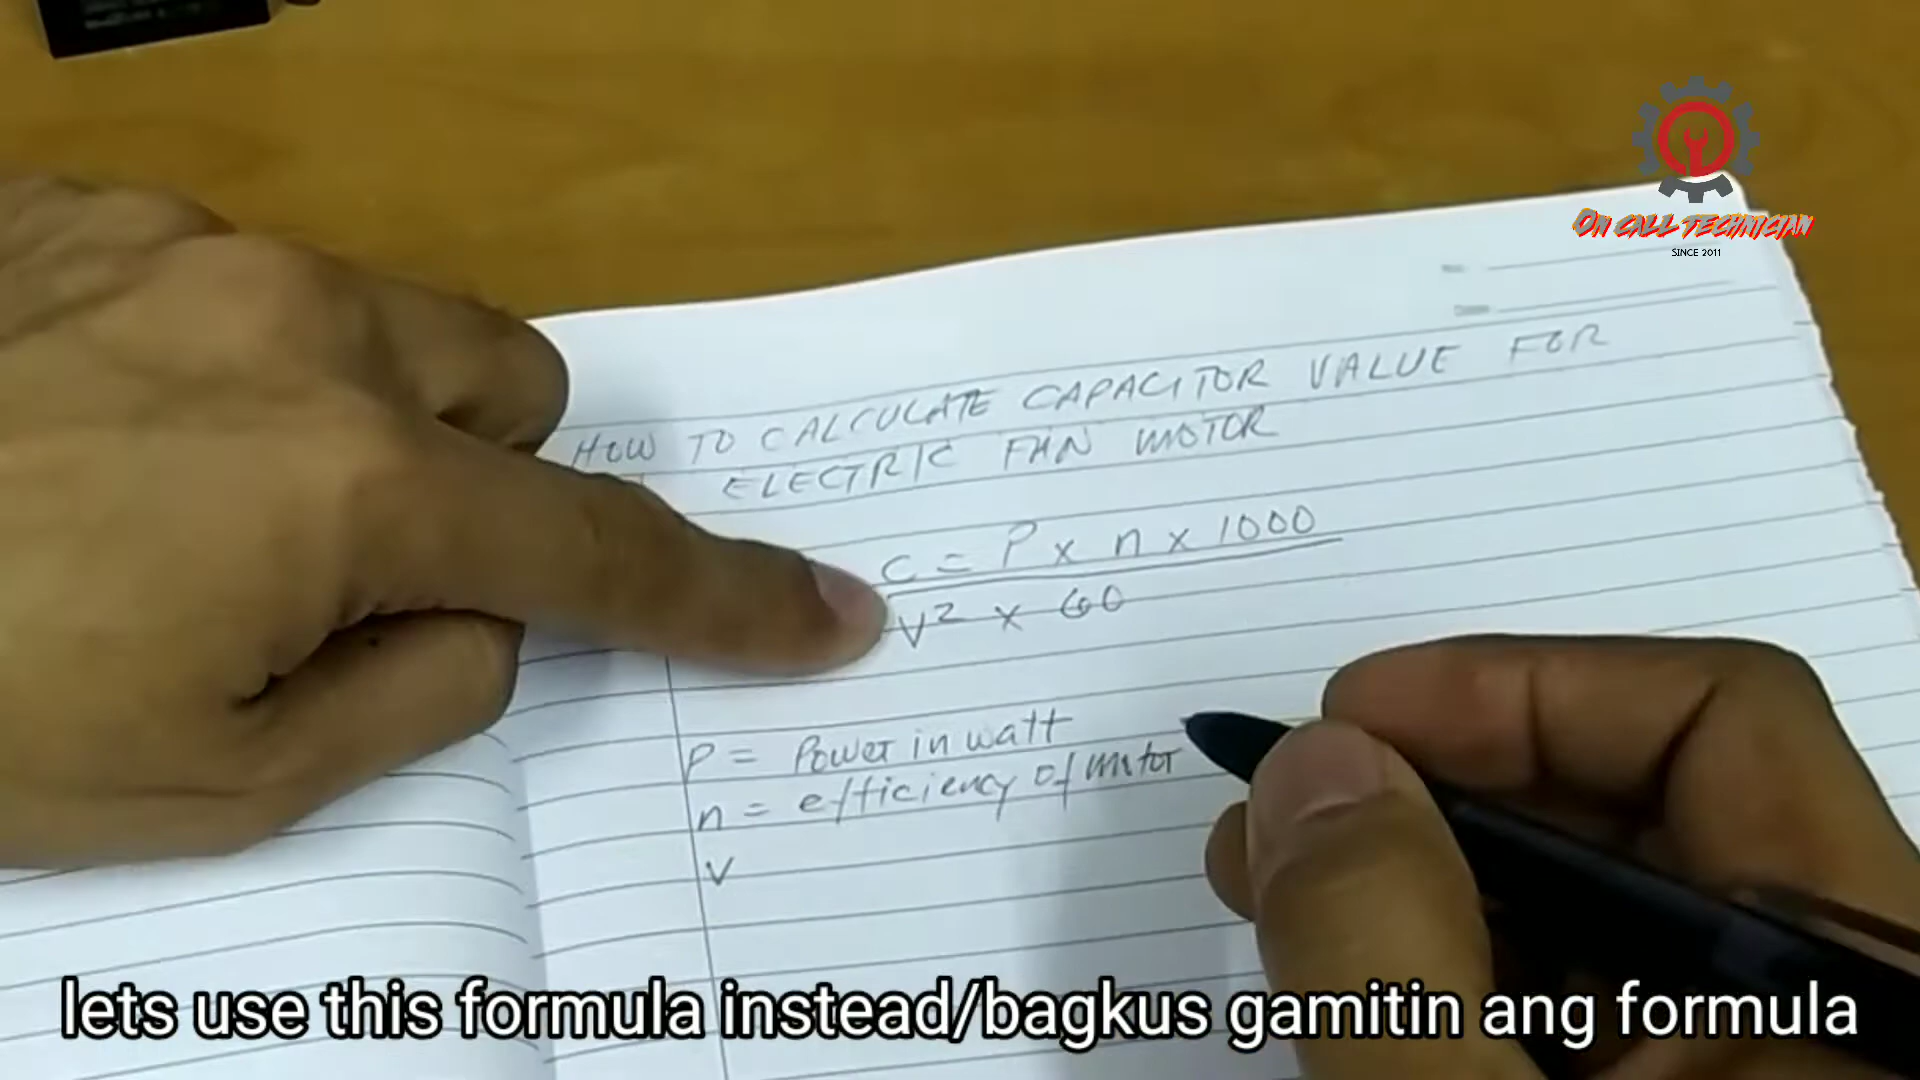 ON CALL TECHNICIAN
SINCE 2011
HOW TO CALCULATE CAPACITOR VALUE FOR
ELECTRIC FAN MOTOR
C = P x n x 1000
V² x 60
P = Power in watt
n = efficiency of motor
V
lets use this formula instead/bagkus gamitin ang formula